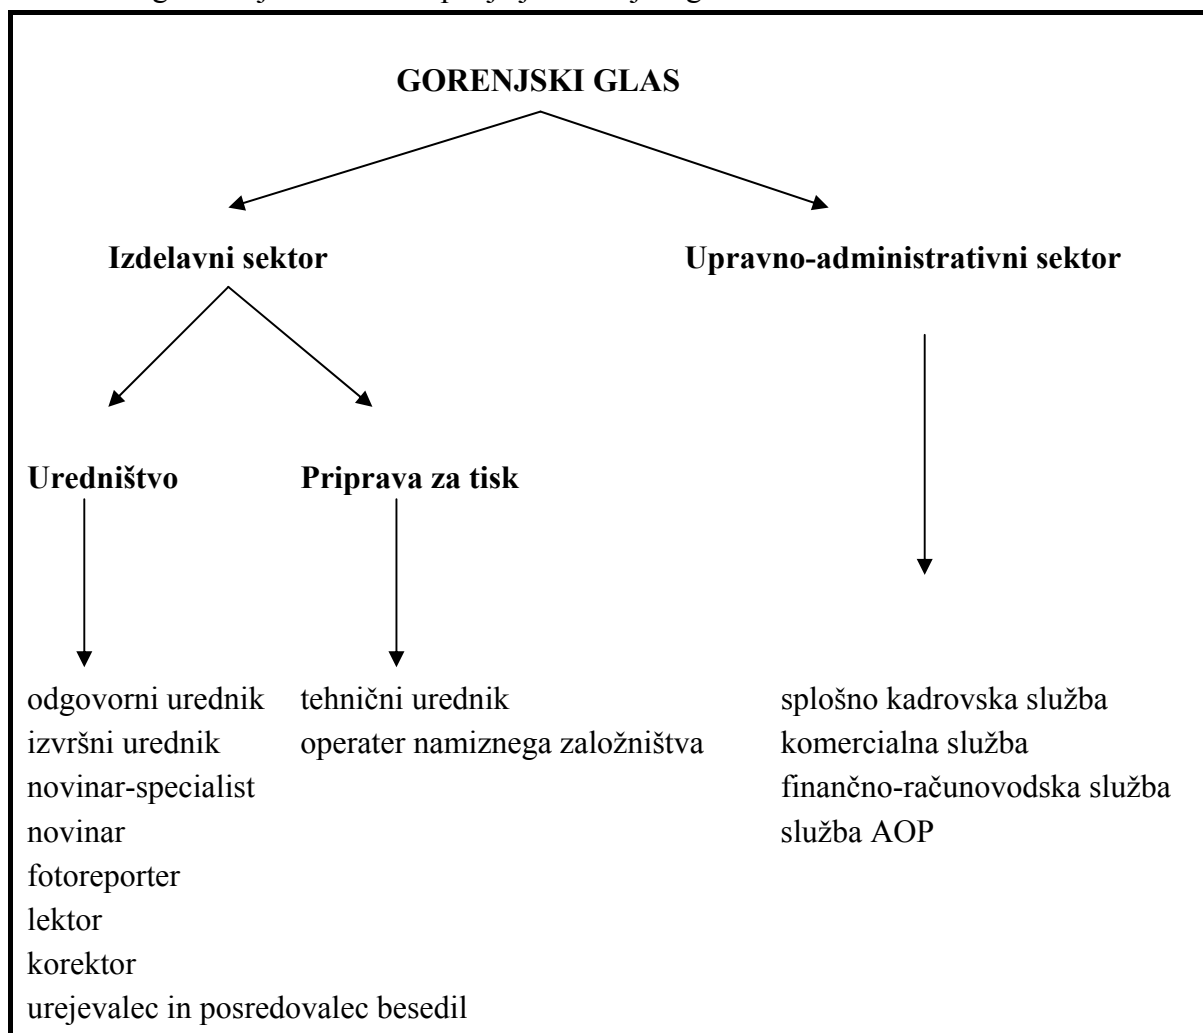 GORENJSKI GLAS
Izdelavni sektor
Upravno-administrativni sektor
Uredništvo
Priprava za tisk
odgovorni urednik
izvršni urednik
novinar-specialist
novinar
fotoreporter
lektor
korektor
urejevalec in posredovalec besedil
tehnični urednik
operater namiznega založništva
splošno kadrovska služba
komercialna služba
finančno-računovodska služba
služba AOP